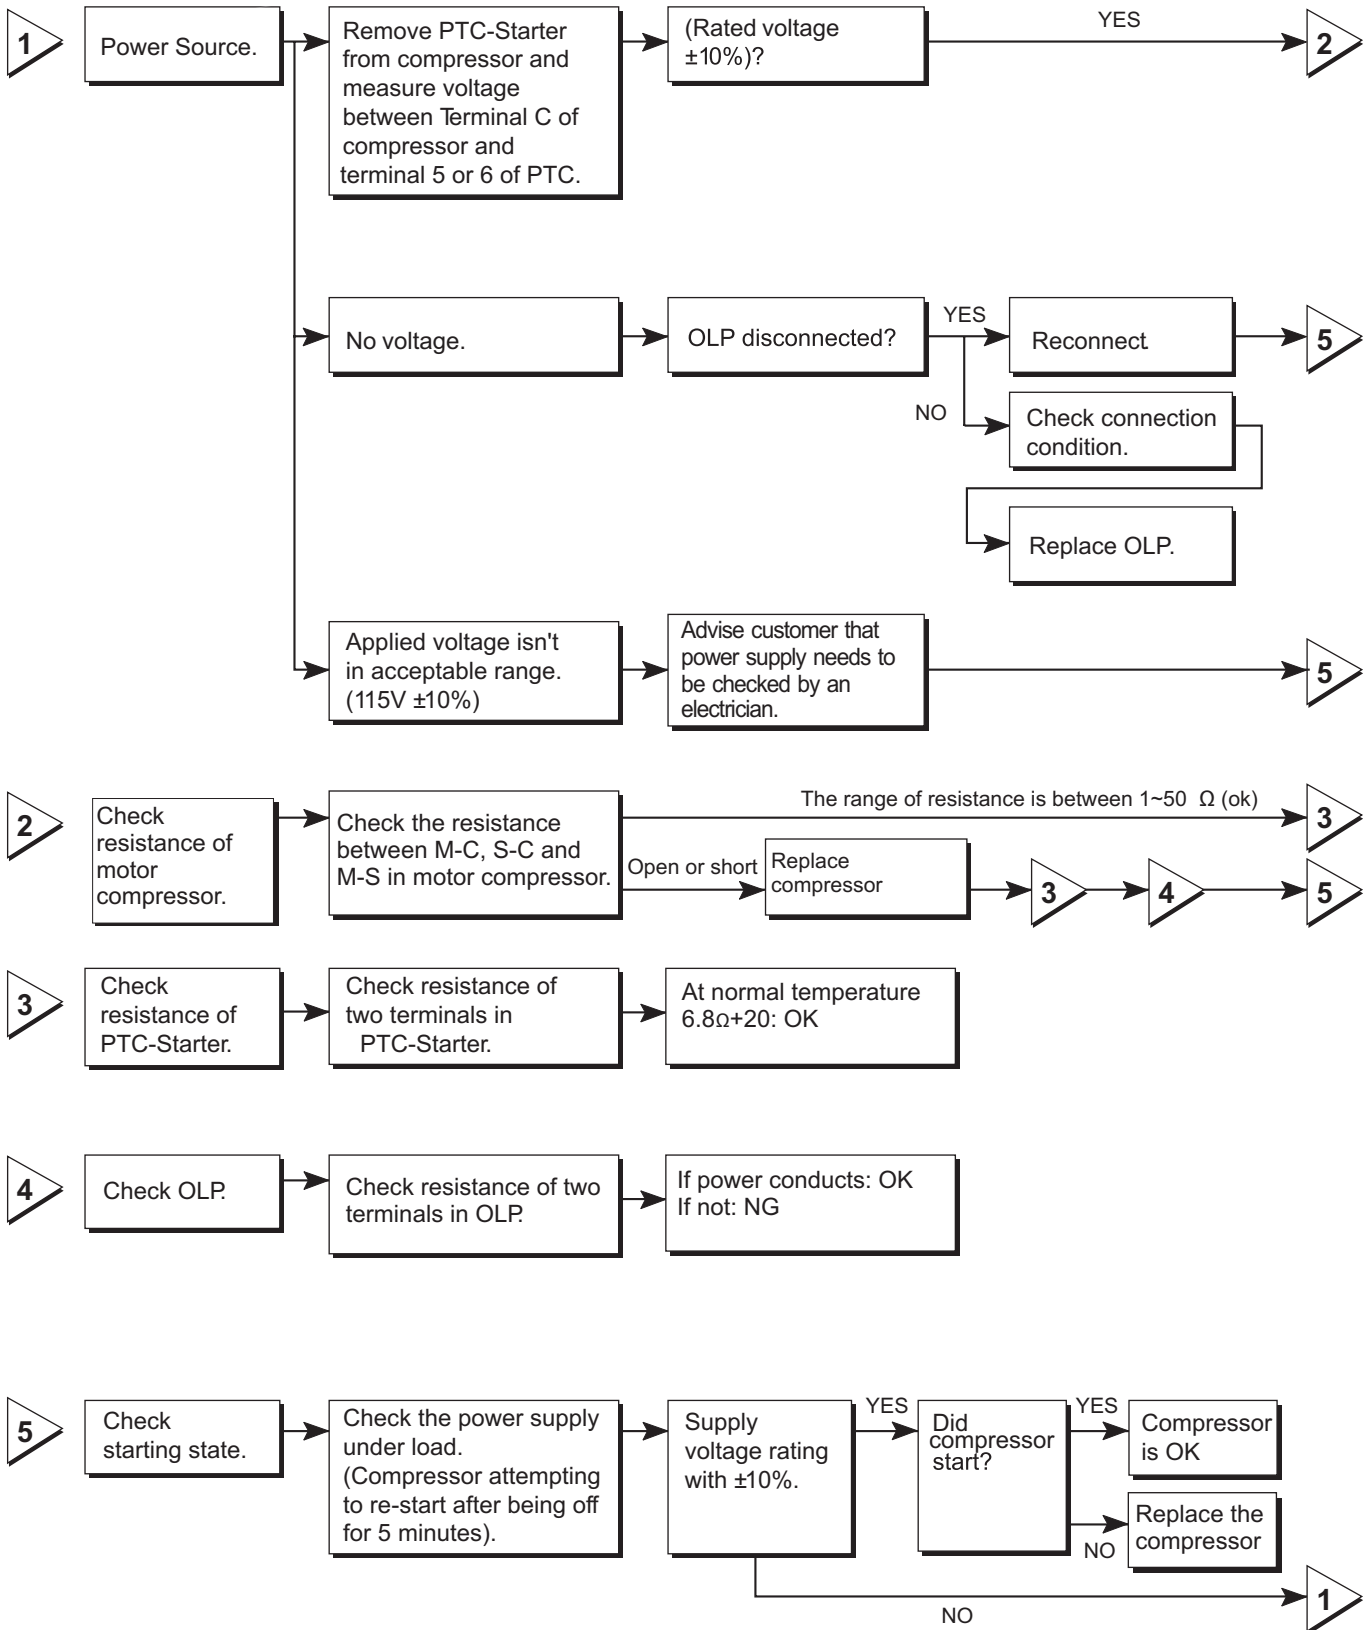 1
Power Source.
Remove PTC-Starter
from compressor and
measure voltage
between Terminal C of
compressor and
terminal 5 or 6 of PTC.
(Rated voltage
±10%)?
YES
2
No voltage.
OLP disconnected?
YES
Reconnect.
5
NO
Check connection
condition.
Replace OLP.
Applied voltage isn't
in acceptable range.
(115V ±10%)
Advise customer that
power supply needs to
be checked by an
electrician.
5
2
Check
resistance of
motor
compressor.
Check the resistance
between M-C, S-C and
M-S in motor compressor.
The range of resistance is between 1~50 Ω (ok)
3
Open or short
Replace
compressor
3
4
5
3
Check
resistance of
PTC-Starter.
Check resistance of
two terminals in
PTC-Starter.
At normal temperature
6.8Ω+20: OK
4
Check OLP.
Check resistance of two
terminals in OLP.
If power conducts: OK
If not: NG
5
Check
starting state.
Check the power supply
under load.
(Compressor attempting
to re-start after being off
for 5 minutes).
Supply
voltage rating
with ±10%.
YES
Did
compressor
start?
YES
Compressor
is OK
NO
Replace the
compressor
NO
1